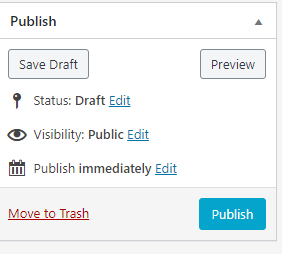 Publish
Save Draft Preview
Status: Draft Edit
Visibility: Public Edit
Publish immediately Edit
Move to Trash Publish